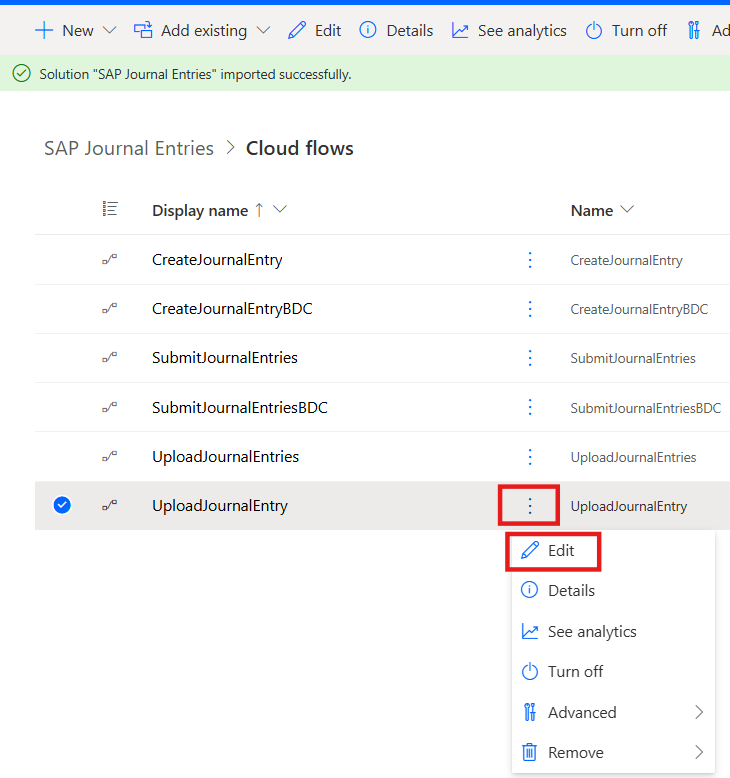 New Add existing Edit Details See analytics Turn off Ad
Solution "SAP Journal Entries" imported successfully.
SAP Journal Entries > Cloud flows
Display name ↑ Name
CreateJournalEntry CreateJournalEntry
CreateJournalEntryBDC CreateJournalEntryBDC
SubmitJournalEntries SubmitJournalEntries
SubmitJournalEntriesBDC SubmitJournalEntriesBDC
UploadJournalEntries UploadJournalEntries
UploadJournalEntry UploadJournalEntry
Edit
Details
See analytics
Turn off
Advanced
Remove